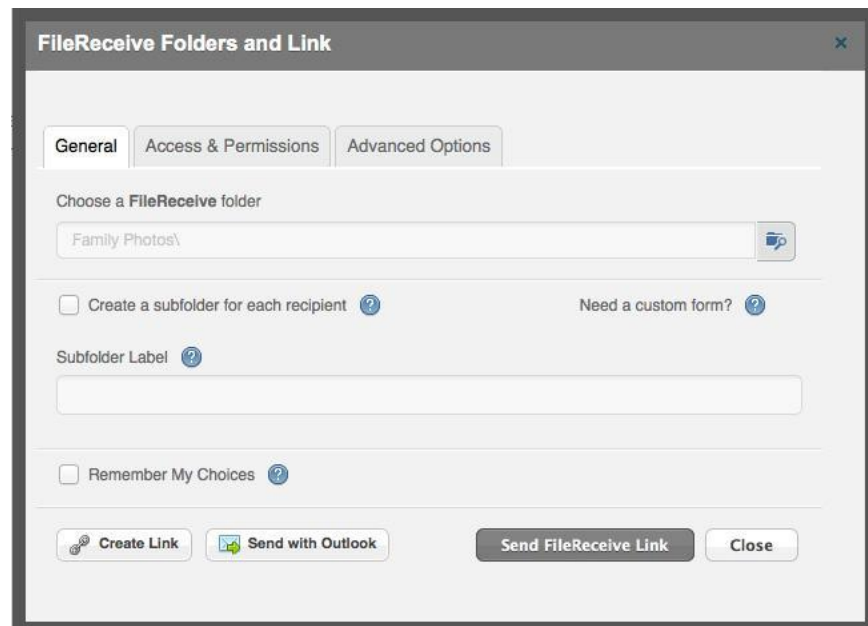 FileReceive Folders and Link
General Access & Permissions Advanced Options
Choose a FileReceive folder
Family Photos\
Create a subfolder for each recipient ? Need a custom form? ?
Subfolder Label ?
Remember My Choices ?
Create Link Send with Outlook Send FileReceive Link Close